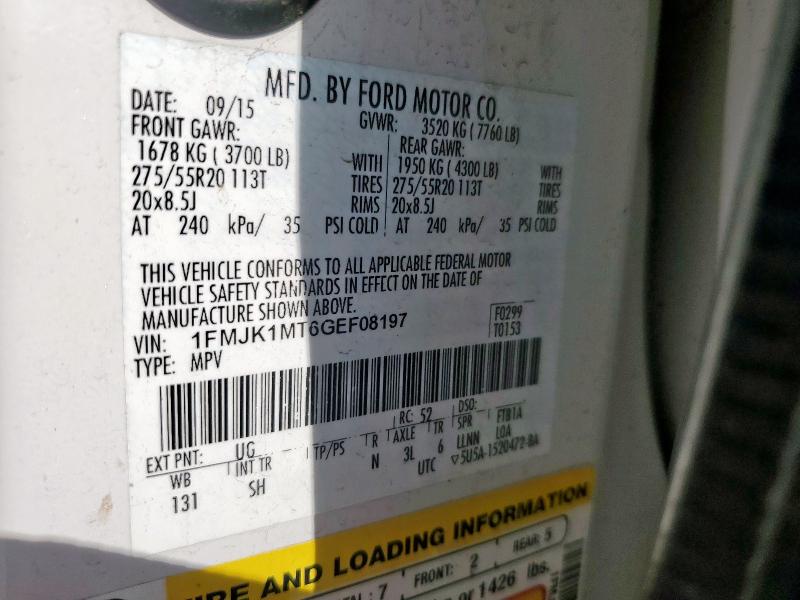 MFD. BY FORD MOTOR CO.
DATE: 09/15
GVWR: 3520 KG ( 7760 LB)
FRONT GAWR:
REAR GAWR:
1678 KG ( 3700 LB) WITH
1950 KG ( 4300 LB) WITH
275/55R20 113T TIRES
275/55R20 113T TIRES
20x8.5J RIMS
20x8.5J RIMS
AT 240 kPa/ 35 PSI COLD
AT 240 kPa/ 35 PSI COLD
THIS VEHICLE CONFORMS TO ALL APPLICABLE FEDERAL MOTOR
VEHICLE SAFETY STANDARDS IN EFFECT ON THE DATE OF
MANUFACTURE SHOWN ABOVE.
VIN: 1FMJK1MT6GEF08197
F0299
T0153
TYPE: MPV
EXT PNT: UG RC: 52 DSO:
WB INT TR TP/PS R AXLE TR SPR FTB1A
131 SH N 3L 6 LLNN LOA
UTC ▽5U5A-1520472-BA
TIRE AND LOADING INFORMATION
7 FRONT: 2 REAR: 5
or 1426 lbs.